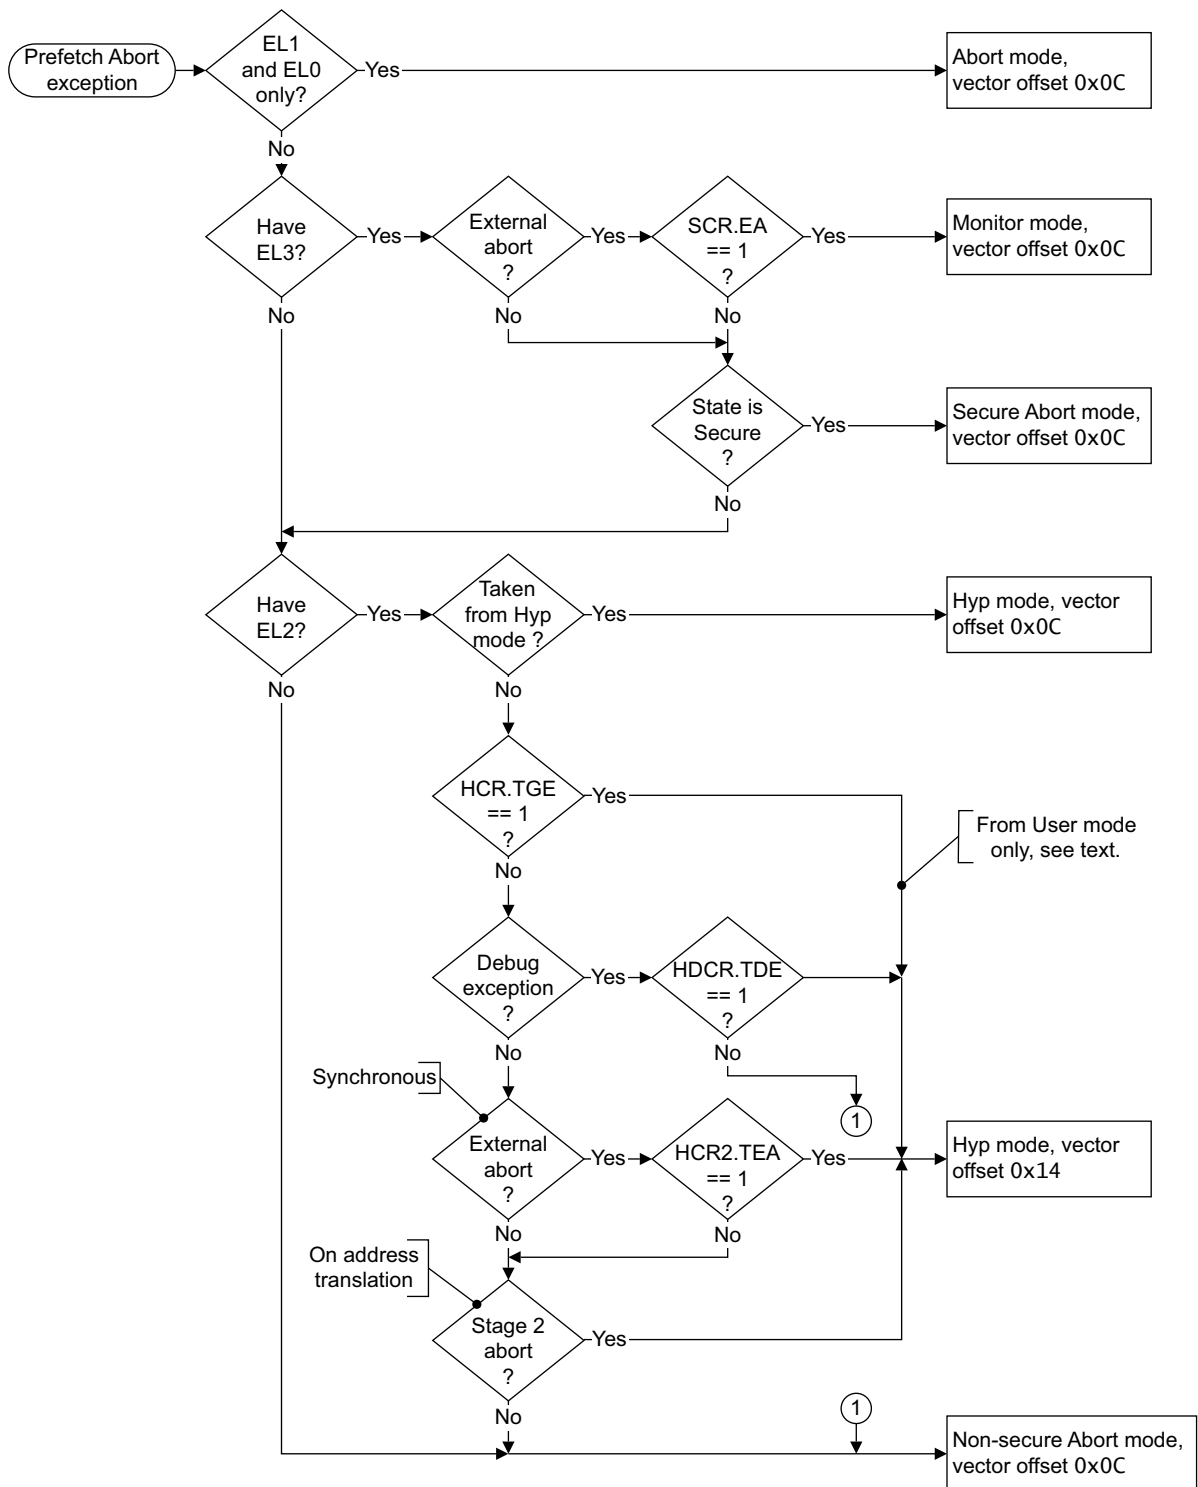 Prefetch Abort
exception
EL1
and EL0
only?
Yes
Abort mode,
vector offset 0x0C
No
Have
EL3?
Yes
External
abort
?
Yes
SCR.EA
== 1
?
Yes
Monitor mode,
vector offset 0x0C
No
No
No
State is
Secure
?
Yes
Secure Abort mode,
vector offset 0x0C
No
Have
EL2?
Yes
Taken
from Hyp
mode ?
Yes
Hyp mode, vector
offset 0x0C
No
No
HCR.TGE
== 1
?
Yes
From User mode
only, see text.
No
Debug
exception
?
Yes
HDCR.TDE
== 1
?
No
No
Synchronous
1
External
abort
?
Yes
HCR2.TEA
== 1
?
Yes
Hyp mode, vector
offset 0x14
No
No
On address
translation
Stage 2
abort
?
Yes
No
1
Non-secure Abort mode,
vector offset 0x0C